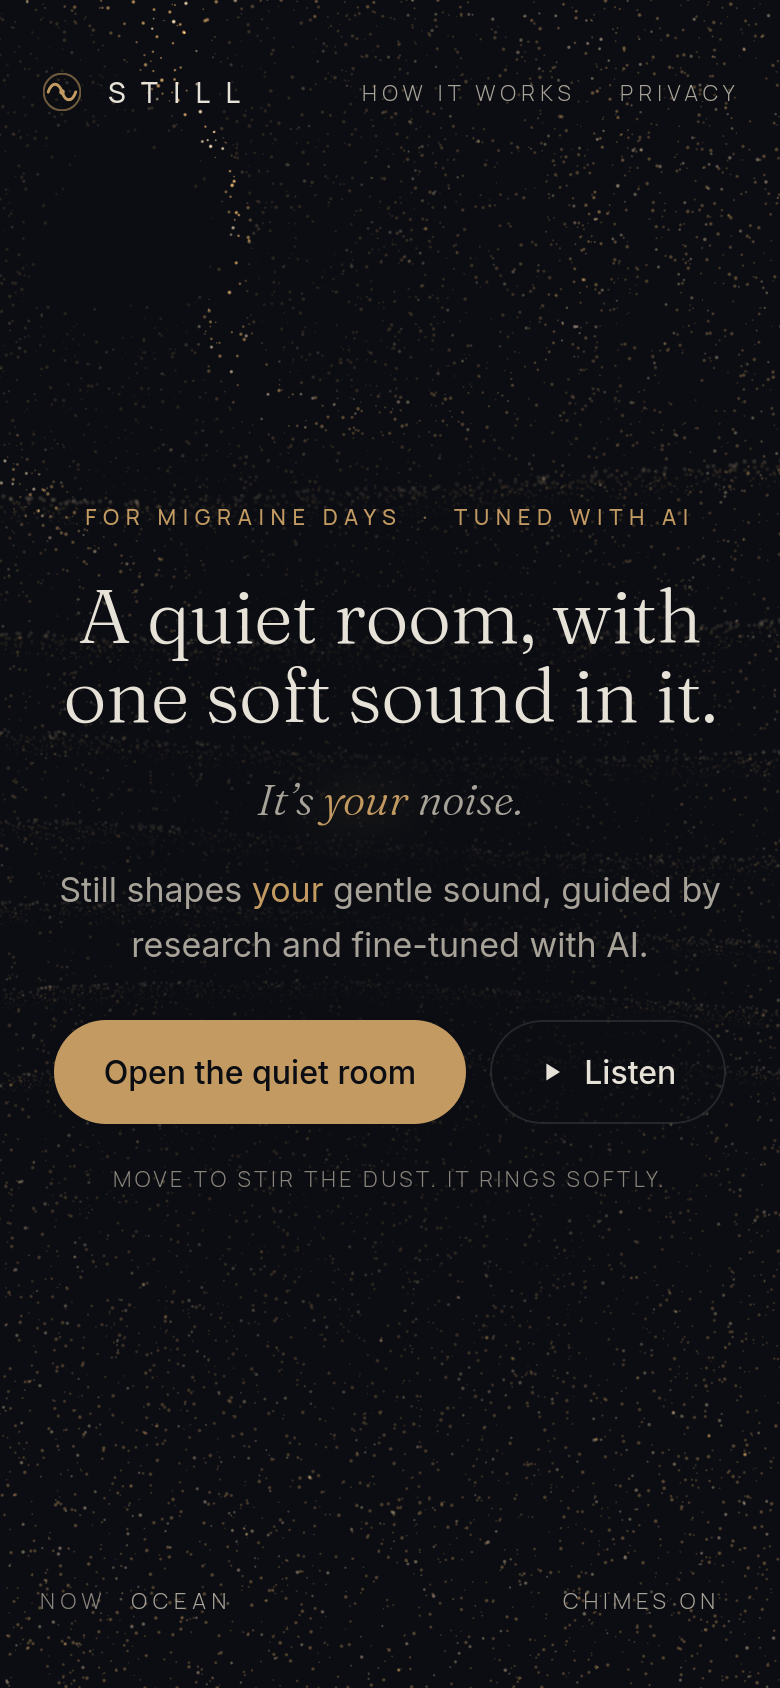 STILL
HOW IT WORKS
PRIVACY
FOR MIGRAINE DAYS · TUNED WITH AI
A quiet room, with
one soft sound in it.
It’s your noise.
Still shapes your gentle sound, guided by
research and fine-tuned with AI.
Open the quiet room
Listen
MOVE TO STIR THE DUST. IT RINGS SOFTLY.
NOW OCEAN
CHIMES ON